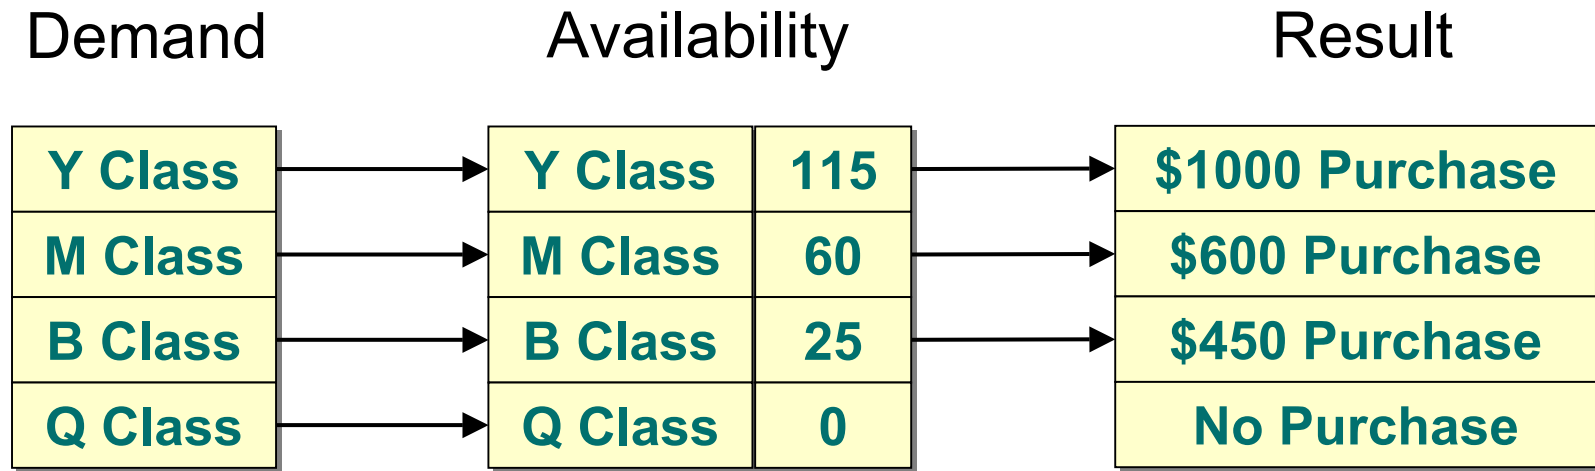 Demand Availability Result
Y Class Y Class 115 $1000 Purchase
M Class M Class 60 $600 Purchase
B Class B Class 25 $450 Purchase
Q Class Q Class 0 No Purchase